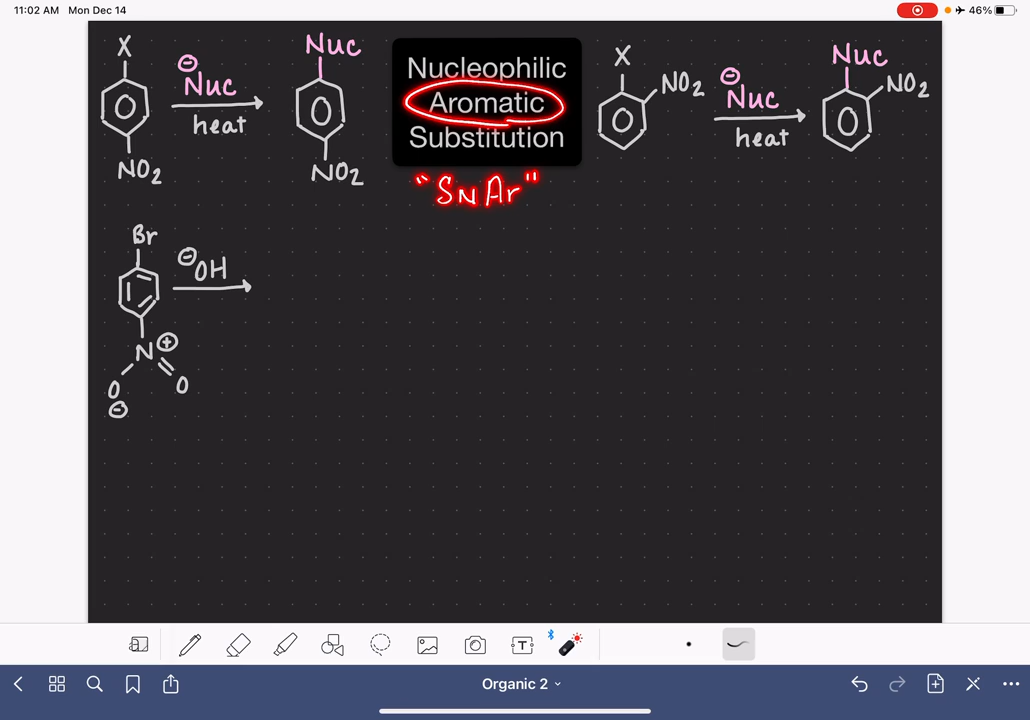 11:02 AM Mon Dec 14
46%
X
⊖
Nuc
heat
NO2
Nuc
NO2
Nucleophilic
Aromatic
Substitution
"SNAr"
X
NO2
⊖
Nuc
heat
Nuc
NO2
Br
⊖OH
N⊕
O
O
⊖
T
Organic 2